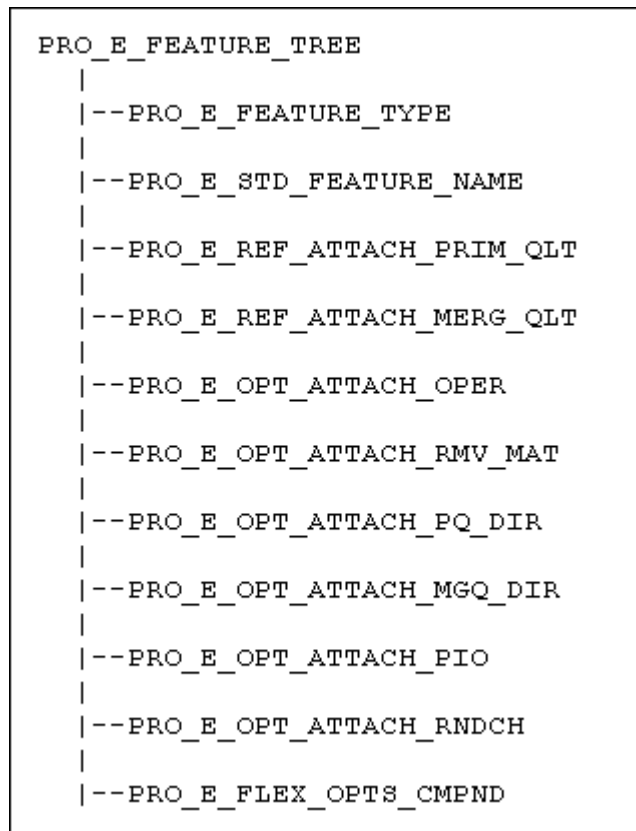 PRO_E_FEATURE_TREE
|
|--PRO_E_FEATURE_TYPE
|
|--PRO_E_STD_FEATURE_NAME
|
|--PRO_E_REF_ATTACH_PRIM_QLT
|
|--PRO_E_REF_ATTACH_MERG_QLT
|
|--PRO_E_OPT_ATTACH_OPER
|
|--PRO_E_OPT_ATTACH_RMV_MAT
|
|--PRO_E_OPT_ATTACH_PQ_DIR
|
|--PRO_E_OPT_ATTACH_MGQ_DIR
|
|--PRO_E_OPT_ATTACH_PIO
|
|--PRO_E_OPT_ATTACH_RNDCH
|
|--PRO_E_FLEX_OPTS_CMPND